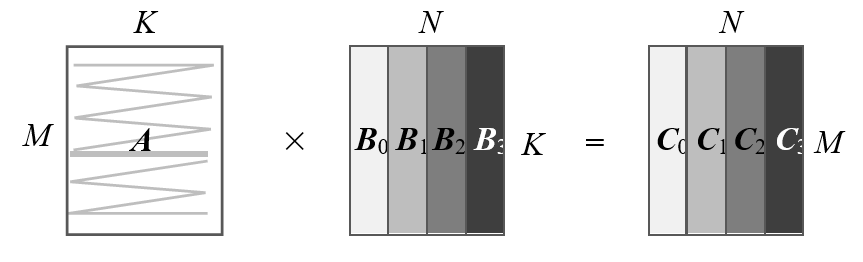 K N N
M A × B0 B1 B2 B3 K = C0 C1 C2 C3 M